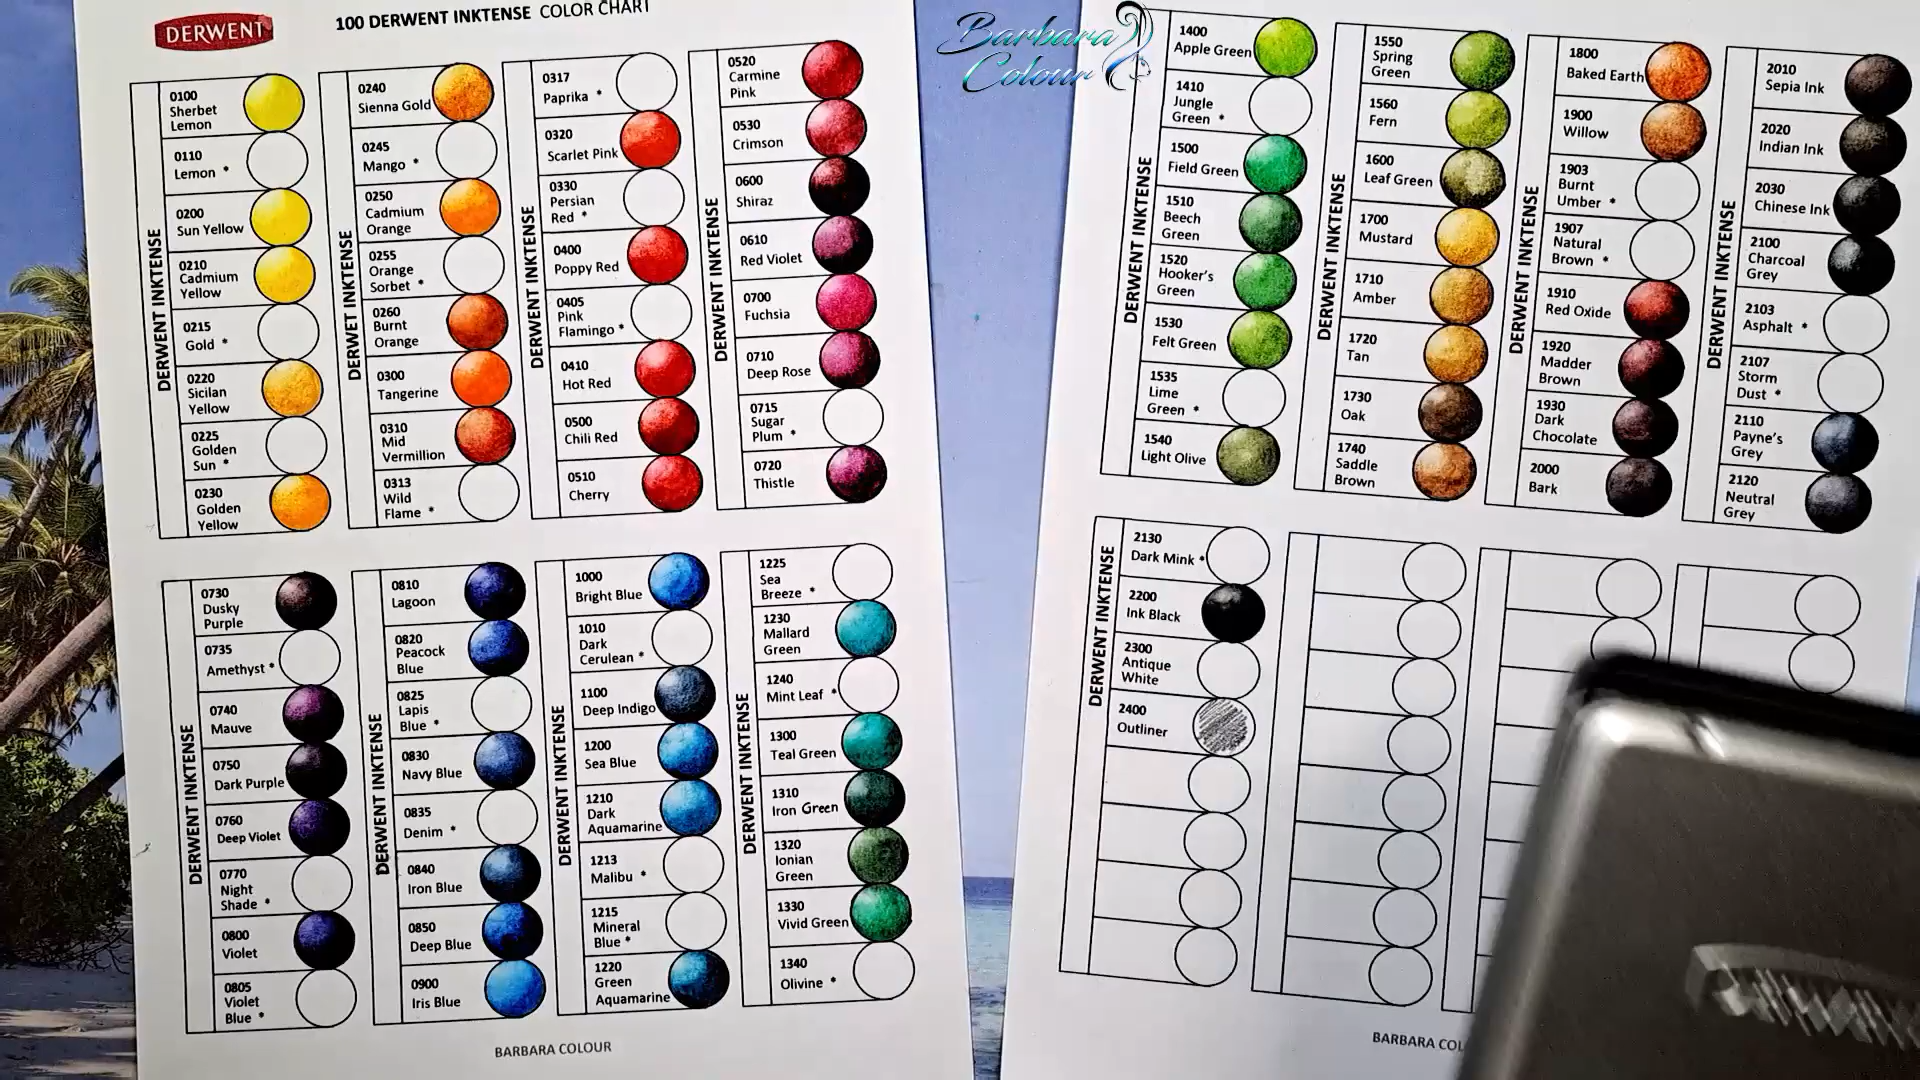 DERWENT
100 DERWENT INKTENSE COLOR CHART
DERWENT INKTENSE
0100
Sherbet
Lemon
0110
Lemon *
0200
Sun Yellow
0210
Cadmium
Yellow
0215
Gold *
0220
Sicilan
Yellow
0225
Golden
Sun *
0230
Golden
Yellow
DERWET INKTENSE
0240
Sienna Gold
0245
Mango *
0250
Cadmium
Orange
0255
Orange
Sorbet *
0260
Burnt
Orange
0300
Tangerine
0310
Mid
Vermillion
0313
Wild
Flame *
DERWENT INKTENSE
0317
Paprika *
0320
Scarlet Pink
0330
Persian
Red *
0400
Poppy Red
0405
Pink
Flamingo *
0410
Hot Red
0500
Chili Red
0510
Cherry
DERWENT INKTENSE
0520
Carmine
Pink
0530
Crimson
0600
Shiraz
0610
Red Violet
0700
Fuchsia
0710
Deep Rose
0715
Sugar
Plum *
0720
Thistle
DERWENT INKTENSE
0730
Dusky
Purple
0735
Amethyst *
0740
Mauve
0750
Dark Purple
0760
Deep Violet
0770
Night
Shade *
0800
Violet
0805
Violet
Blue *
DERWENT INKTENSE
0810
Lagoon
0820
Peacock
Blue
0825
Lapis
Blue *
0830
Navy Blue
0835
Denim *
0840
Iron Blue
0850
Deep Blue
0900
Iris Blue
DERWENT INKTENSE
1000
Bright Blue
1010
Dark
Cerulean *
1100
Deep Indigo
1200
Sea Blue
1210
Dark
Aquamarine
1213
Malibu *
1215
Mineral
Blue *
1220
Green
Aquamarine
DERWENT INKTENSE
1225
Sea
Breeze *
1230
Mallard
Green
1240
Mint Leaf *
1300
Teal Green
1310
Iron Green
1320
Ionian
Green
1330
Vivid Green
1340
Olivine *
BARBARA COLOUR
Barbara
Colour
DERWENT INKTENSE
1400
Apple Green
1410
Jungle
Green *
1500
Field Green
1510
Beech
Green
1520
Hooker's
Green
1530
Felt Green
1535
Lime
Green *
1540
Light Olive
DERWENT INKTENSE
1550
Spring
Green
1560
Fern
1600
Leaf Green
1700
Mustard
1710
Amber
1720
Tan
1730
Oak
1740
Saddle
Brown
DERWENT INKTENSE
1800
Baked Earth
1900
Willow
1903
Burnt
Umber *
1907
Natural
Brown *
1910
Red Oxide
1920
Madder
Brown
1930
Dark
Chocolate
2000
Bark
DERWENT INKTENSE
2010
Sepia Ink
2020
Indian Ink
2030
Chinese Ink
2100
Charcoal
Grey
2103
Asphalt *
2107
Storm
Dust *
2110
Payne's
Grey
2120
Neutral
Grey
DERWENT INKTENSE
2130
Dark Mink *
2200
Ink Black
2300
Antique
White
2400
Outliner
BARBARA COL